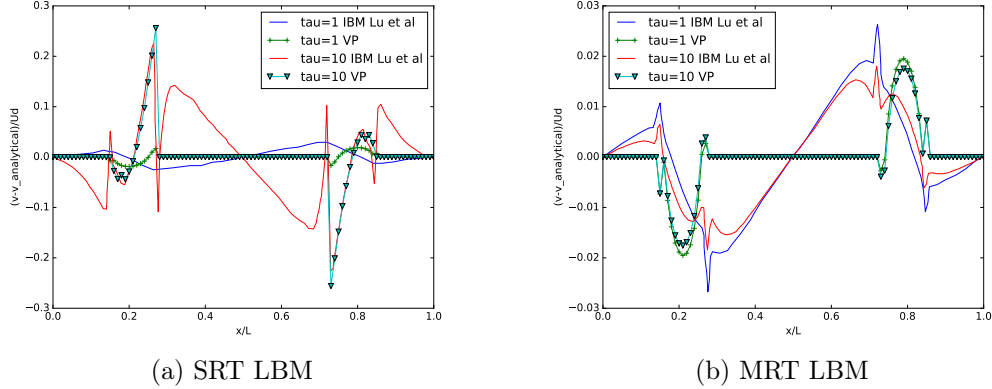 0.3
0.2
0.1
0.0
−0.1
−0.2
−0.3
(v-v_analytical)/Ud
0.0 0.2 0.4 0.6 0.8 1.0
x/L
tau=1 IBM Lu et al
tau=1 VP
tau=10 IBM Lu et al
tau=10 VP
(a) SRT LBM
0.03
0.02
0.01
0.00
−0.01
−0.02
−0.03
(v-v_analytical)/Ud
0.0 0.2 0.4 0.6 0.8 1.0
x/L
tau=1 IBM Lu et al
tau=1 VP
tau=10 IBM Lu et al
tau=10 VP
(b) MRT LBM